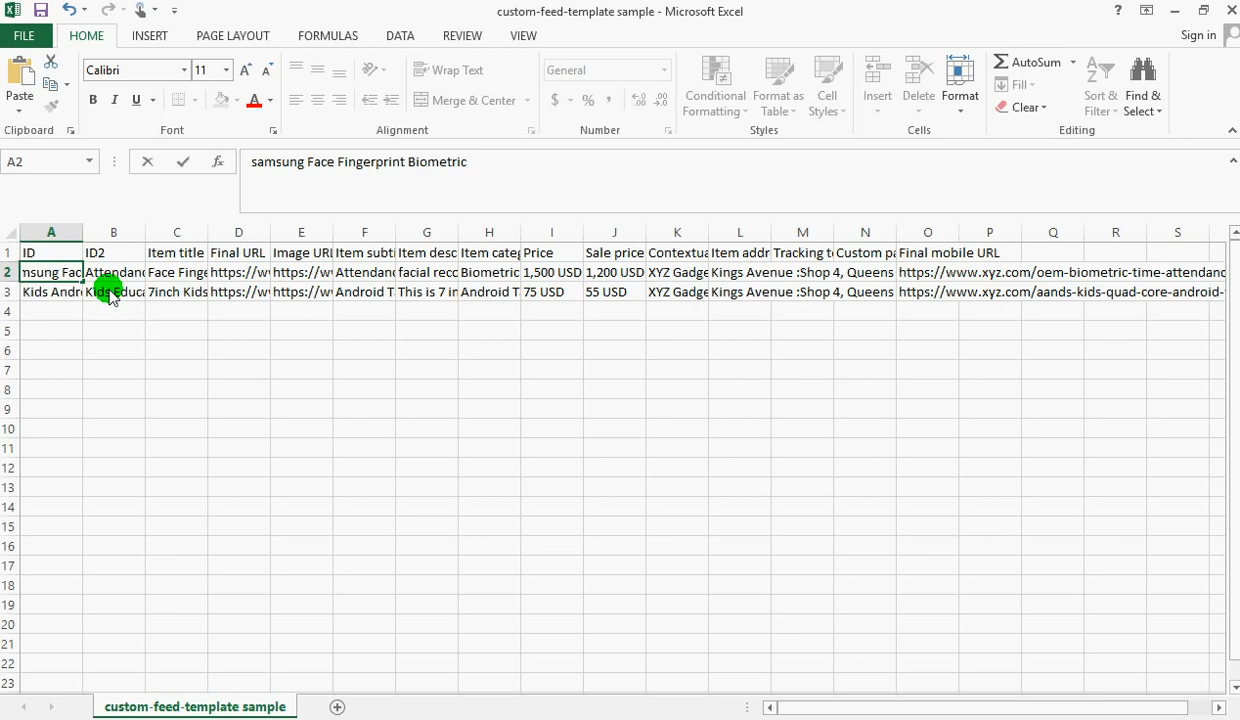 custom-feed-template sample - Microsoft Excel
FILE HOME INSERT PAGE LAYOUT FORMULAS DATA REVIEW VIEW Sign in
Paste
Clipboard
Calibri 11
B I U
Font
Wrap Text
Merge & Center
Alignment
General
$ % ,
Number
Conditional Formatting
Format as Table
Cell Styles
Styles
Insert Delete Format
Cells
AutoSum
Fill
Clear
Sort & Filter
Find & Select
Editing
A2 fx samsung Face Fingerprint Biometric
A B C D E F G H I J K L M N O P Q R S
1 ID ID2 Item title Final URL Image URL Item subti Item desc Item categ Price Sale price Contextua Item addr Tracking t Custom pa Final mobile URL
2 msung Fac Attendanc Face Finge https://w https://w Attendanc facial reco Biometric 1,500 USD 1,200 USD XYZ Gadge Kings Avenue :Shop 4, Queens https://www.xyz.com/oem-biometric-time-attendanc
3 Kids Andro Kids Educa 7inch Kids https://w https://w Android T This is 7 in Android T 75 USD 55 USD XYZ Gadge Kings Avenue :Shop 4, Queens https://www.xyz.com/aands-kids-quad-core-android-
4
5
6
7
8
9
10
11
12
13
14
15
16
17
18
19
20
21
22
23
custom-feed-template sample